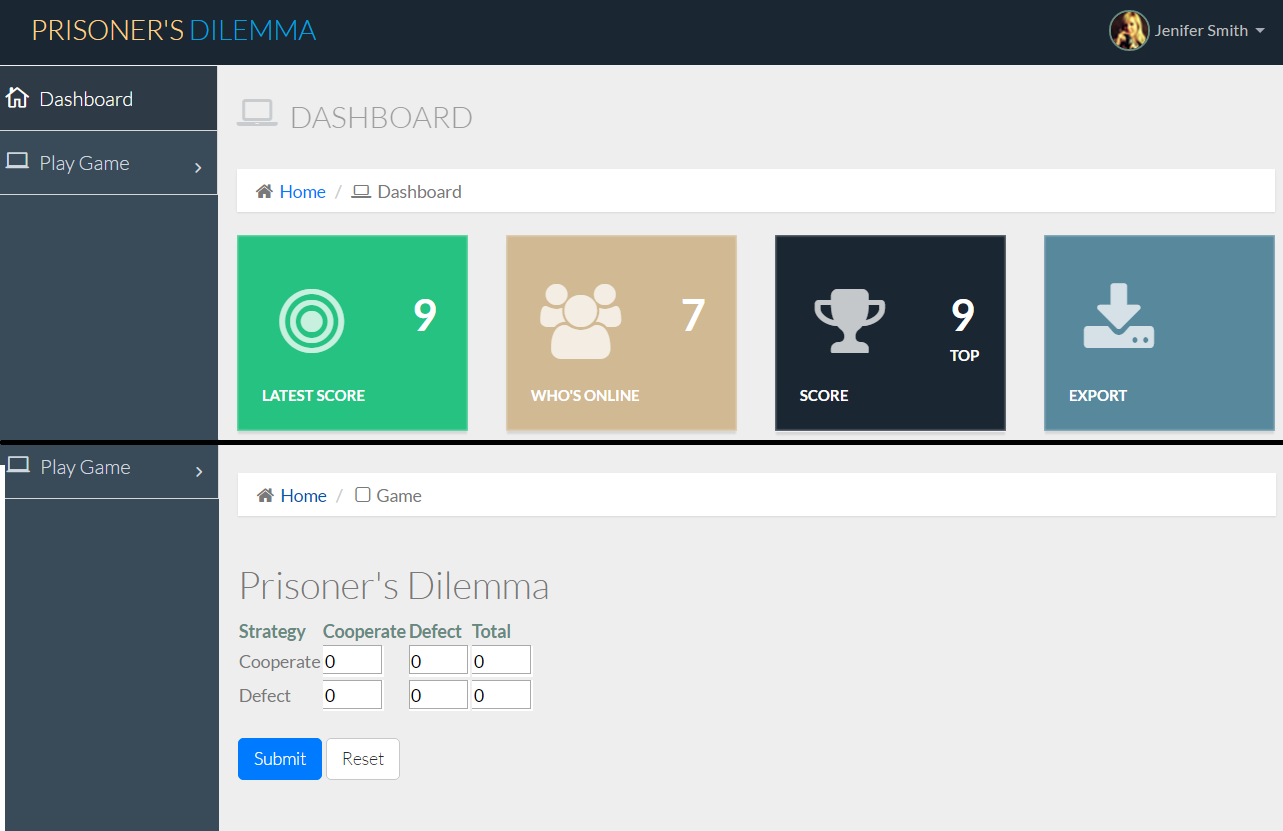 PRISONER'S DILEMMA
Jenifer Smith
Dashboard
Play Game
DASHBOARD
Home / Dashboard
9
LATEST SCORE
7
WHO'S ONLINE
9
TOP
SCORE
EXPORT
Play Game
Home / Game
Prisoner's Dilemma
Strategy Cooperate Defect Total
Cooperate 0 0 0
Defect 0 0 0
Submit Reset